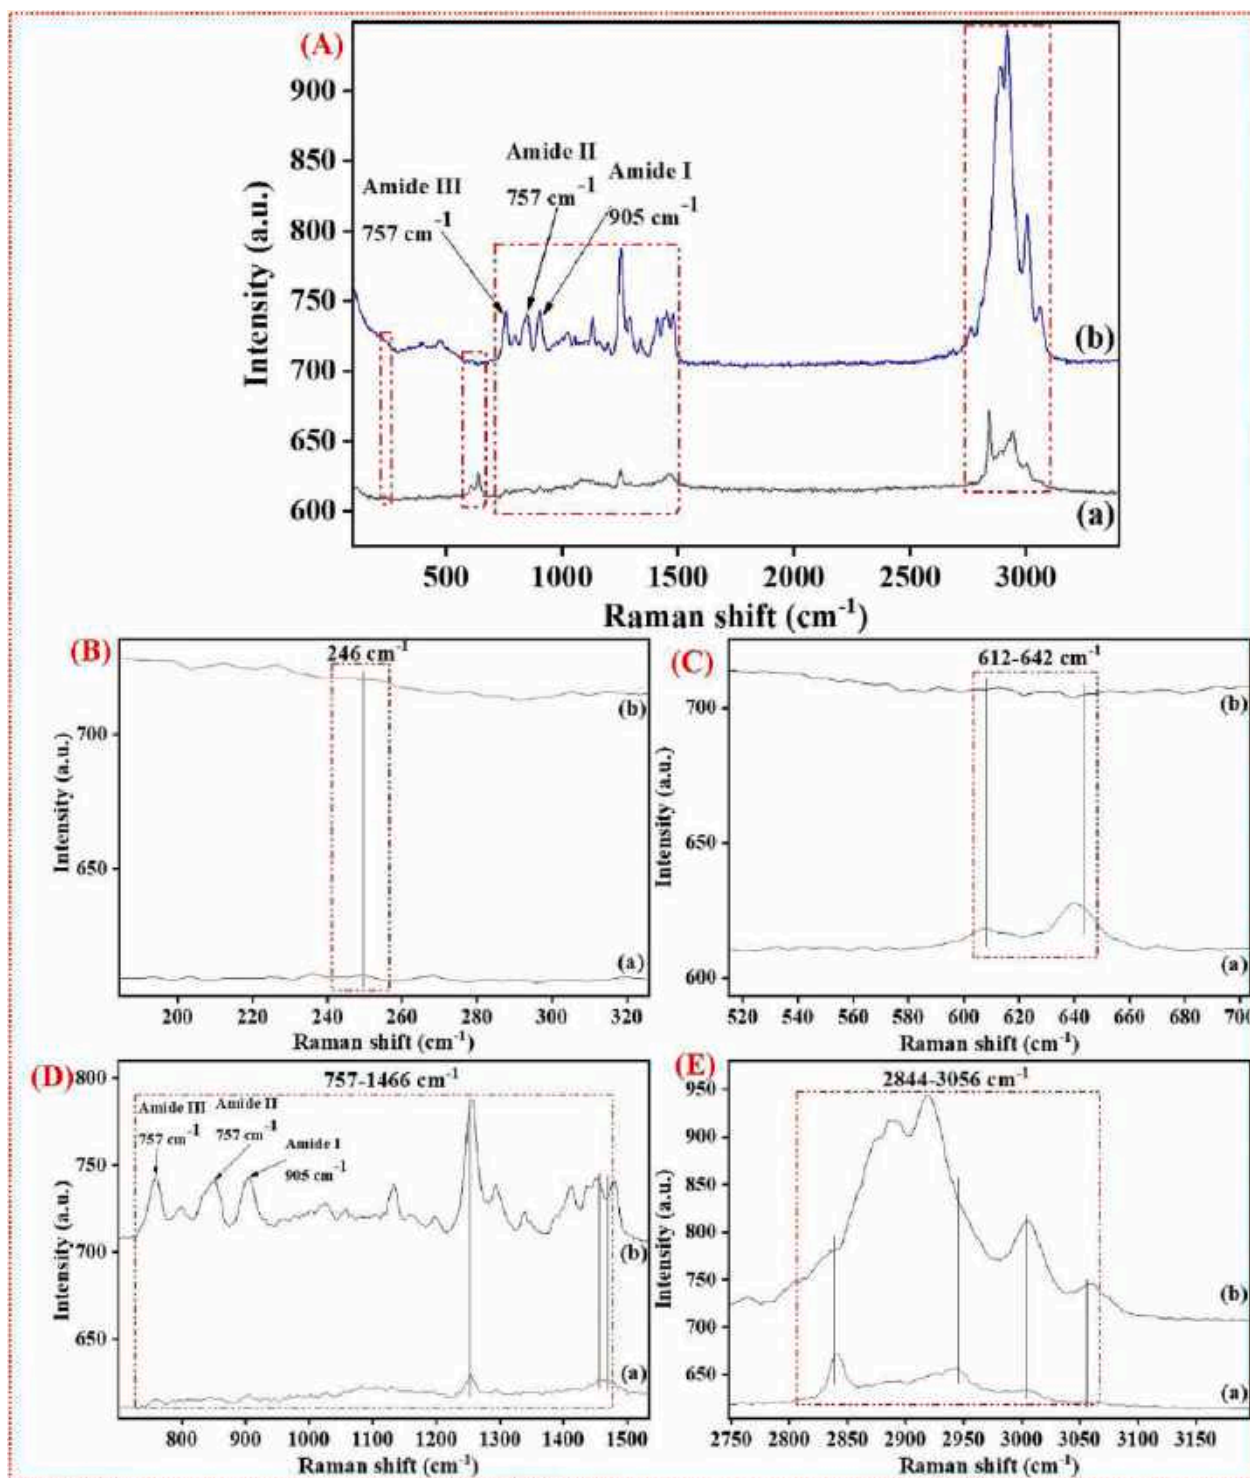 (A)
Amide II
757 cm⁻¹
Amide I
905 cm⁻¹
Amide III
757 cm⁻¹
Intensity (a.u.)
900
850
800
750
700
650
600
(b)
(a)
500 1000 1500 2000 2500 3000
Raman shift (cm⁻¹)
(B)
246 cm⁻¹
(b)
700
Intensity (a.u.)
650
(a)
200 220 240 260 280 300 320
Raman shift (cm⁻¹)
(C)
612-642 cm⁻¹
(b)
700
Intensity (a.u.)
650
600
(a)
520 540 560 580 600 620 640 660 680 700
Raman shift (cm⁻¹)
(D)
757-1466 cm⁻¹
800
Amide III
757 cm⁻¹
Amide II
757 cm⁻¹
Amide I
905 cm⁻¹
750
Intensity (a.u.)
700
(b)
650
(a)
800 900 1000 1100 1200 1300 1400 1500
Raman shift (cm⁻¹)
(E)
2844-3056 cm⁻¹
950
900
850
800
750
700
650
Intensity (a.u.)
(b)
(a)
2750 2800 2850 2900 2950 3000 3050 3100 3150
Raman shift (cm⁻¹)